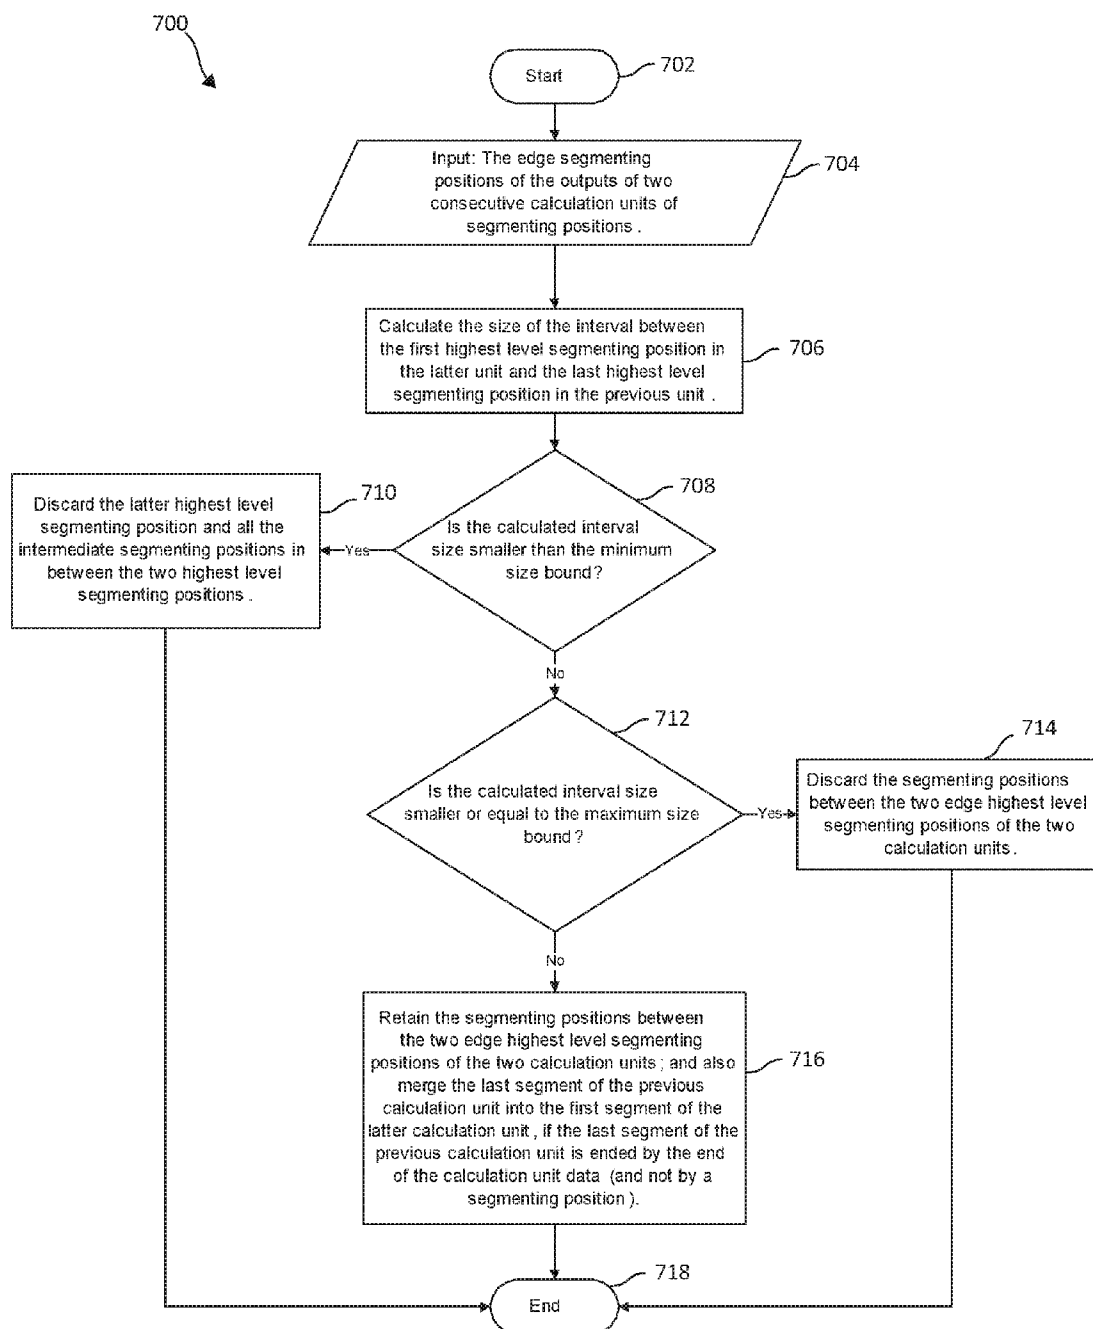 700
Start
702
Input: The edge segmenting
positions of the outputs of two
consecutive calculation units of
segmenting positions .
704
Calculate the size of the interval between
the first highest level segmenting position in
the latter unit and the last highest level
segmenting position in the previous unit .
706
Is the calculated interval
size smaller than the minimum
size bound?
708
Yes
Discard the latter highest level
segmenting position and all the
intermediate segmenting positions in
between the two highest level
segmenting positions .
710
No
Is the calculated interval size
smaller or equal to the maximum size
bound?
712
Yes
Discard the segmenting positions
between the two edge highest level
segmenting positions of the two
calculation units.
714
No
Retain the segmenting positions between
the two edge highest level segmenting
positions of the two calculation units; and also
merge the last segment of the previous
calculation unit into the first segment of the
latter calculation unit, if the last segment of the
previous calculation unit is ended by the end
of the calculation unit data (and not by a
segmenting position ).
716
End
718